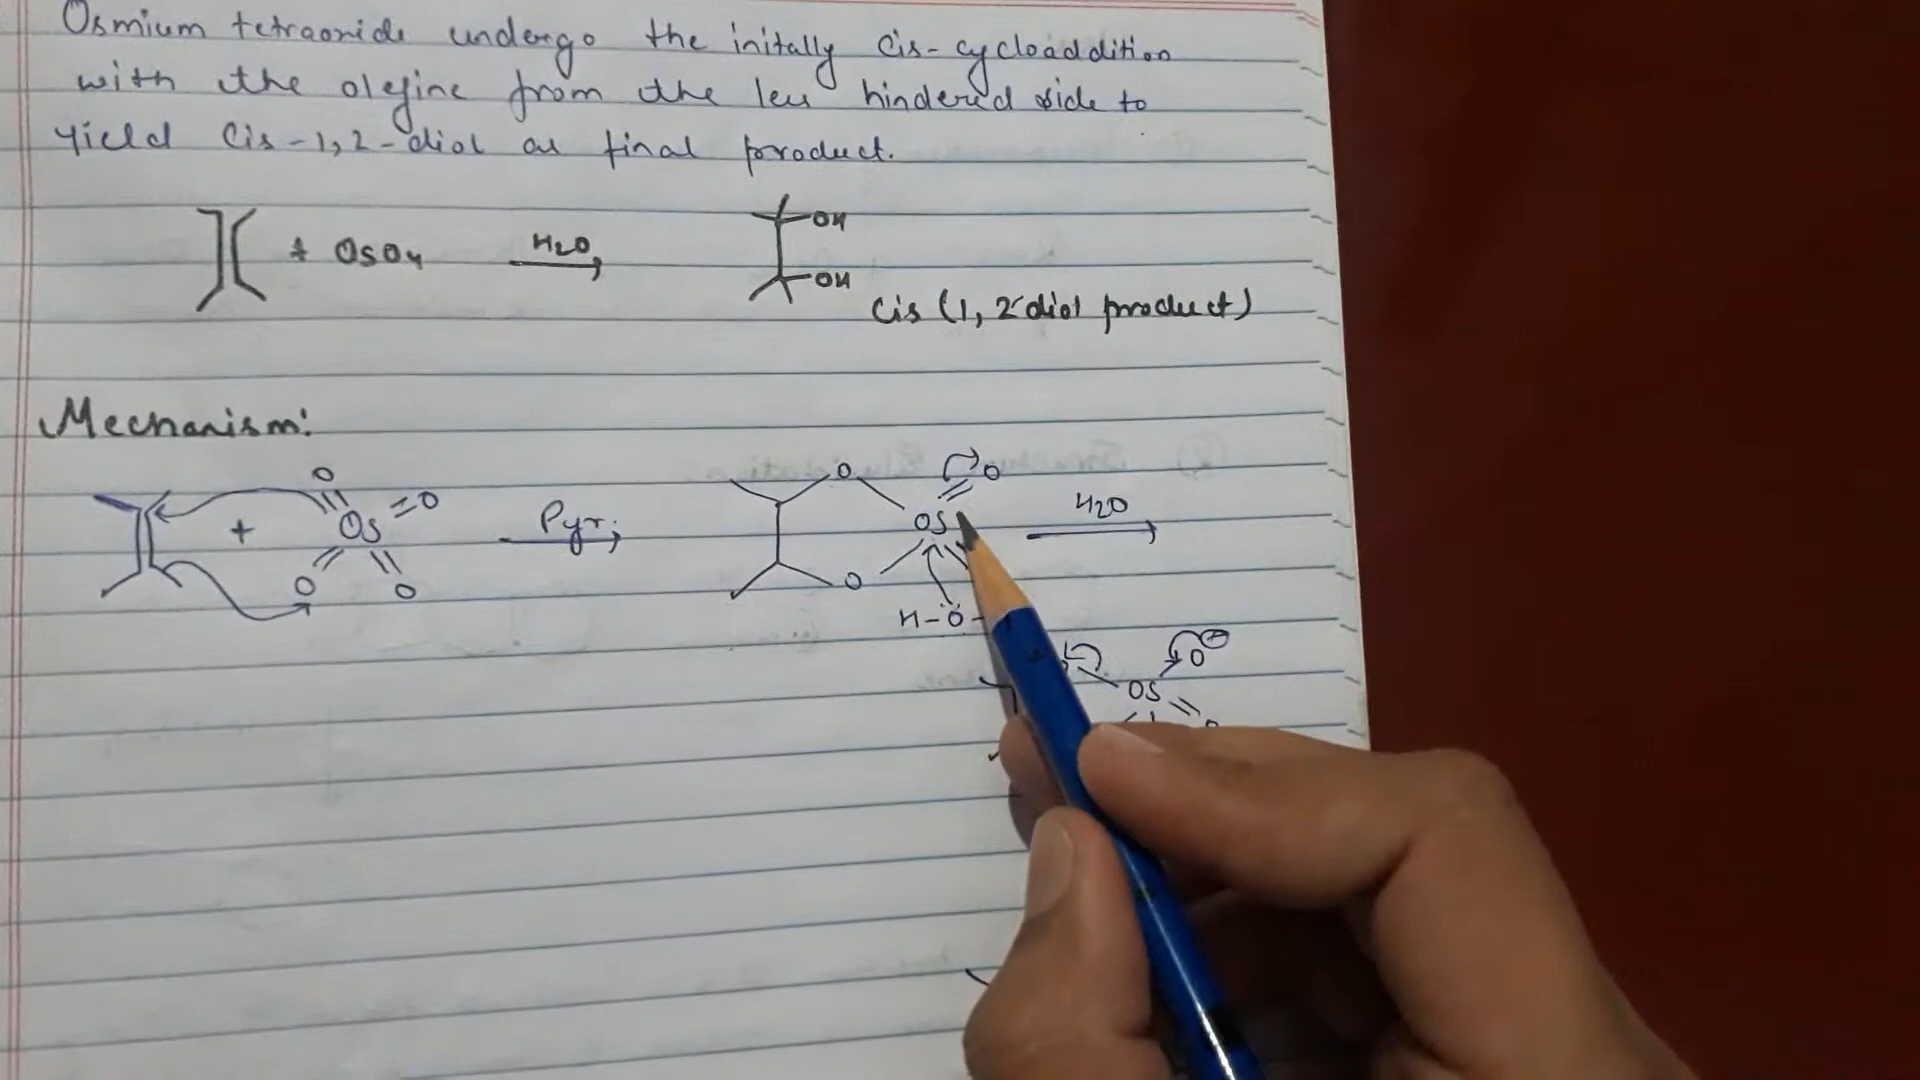 Osmium tetraoxide undergo the initally Cis-cycloaddition
with the olefine from the less hindered side to
yield Cis-1,2-diol as final product.
+ OsO4 H2O OH
OH
Cis (1, 2 diol product)
Mechanism:
O O O
=O
+ Os Pyr; Os H2O
O O O
H-Ö-
O
Os